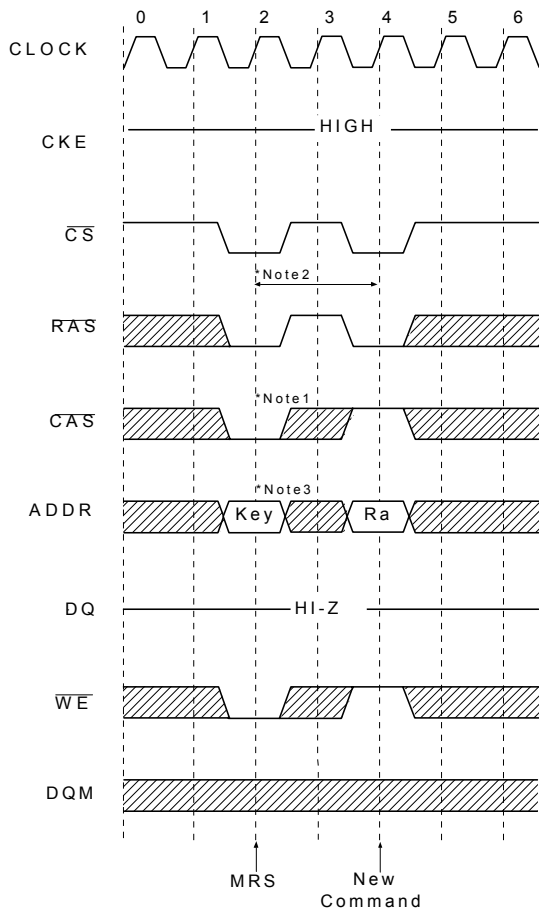 0 1 2 3 4 5 6
CLOCK
HIGH
CKE
CS
*Note2
RAS
*Note1
CAS
*Note3
ADDR Key Ra
DQ HI-Z
WE
DQM
MRS New
Command